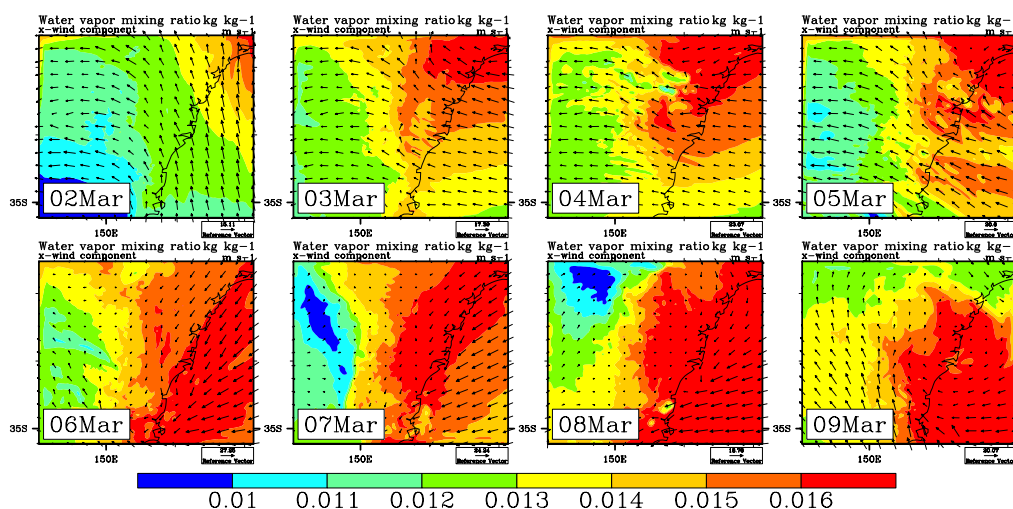 Water vapor mixing ratio kg kg-1
x-wind component m s-1
02Mar
35S
150E
Reference Vector
Water vapor mixing ratio kg kg-1
x-wind component m s-1
03Mar
35S
150E
Reference Vector
Water vapor mixing ratio kg kg-1
x-wind component m s-1
04Mar
35S
150E
Reference Vector
Water vapor mixing ratio kg kg-1
x-wind component m s-1
05Mar
35S
150E
Reference Vector
Water vapor mixing ratio kg kg-1
x-wind component m s-1
06Mar
35S
150E
Reference Vector
Water vapor mixing ratio kg kg-1
x-wind component m s-1
07Mar
35S
150E
Reference Vector
Water vapor mixing ratio kg kg-1
x-wind component m s-1
08Mar
35S
150E
Reference Vector
Water vapor mixing ratio kg kg-1
x-wind component m s-1
09Mar
35S
150E
Reference Vector
0.01 0.011 0.012 0.013 0.014 0.015 0.016